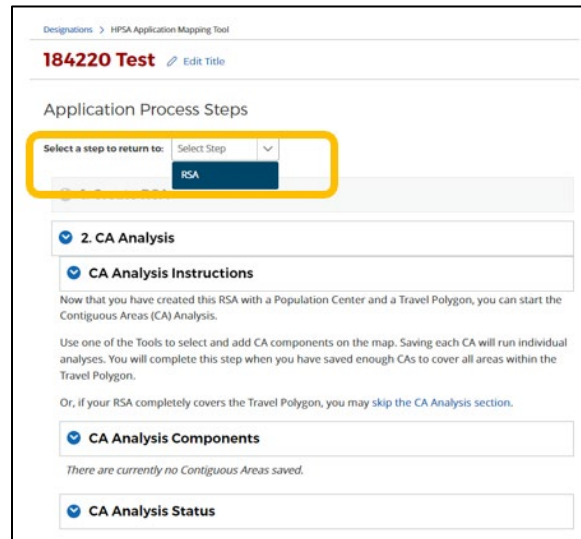 Designations > HPSA Application Mapping Tool
184220 Test Edit Title
Application Process Steps
Select a step to return to: Select Step
RSA
2. CA Analysis
CA Analysis Instructions
Now that you have created this RSA with a Population Center and a Travel Polygon, you can start the
Contiguous Areas (CA) Analysis.
Use one of the Tools to select and add CA components on the map. Saving each CA will run individual
analyses. You will complete this step when you have saved enough CAs to cover all areas within the
Travel Polygon.
Or, if your RSA completely covers the Travel Polygon, you may skip the CA Analysis section.
CA Analysis Components
There are currently no Contiguous Areas saved.
CA Analysis Status